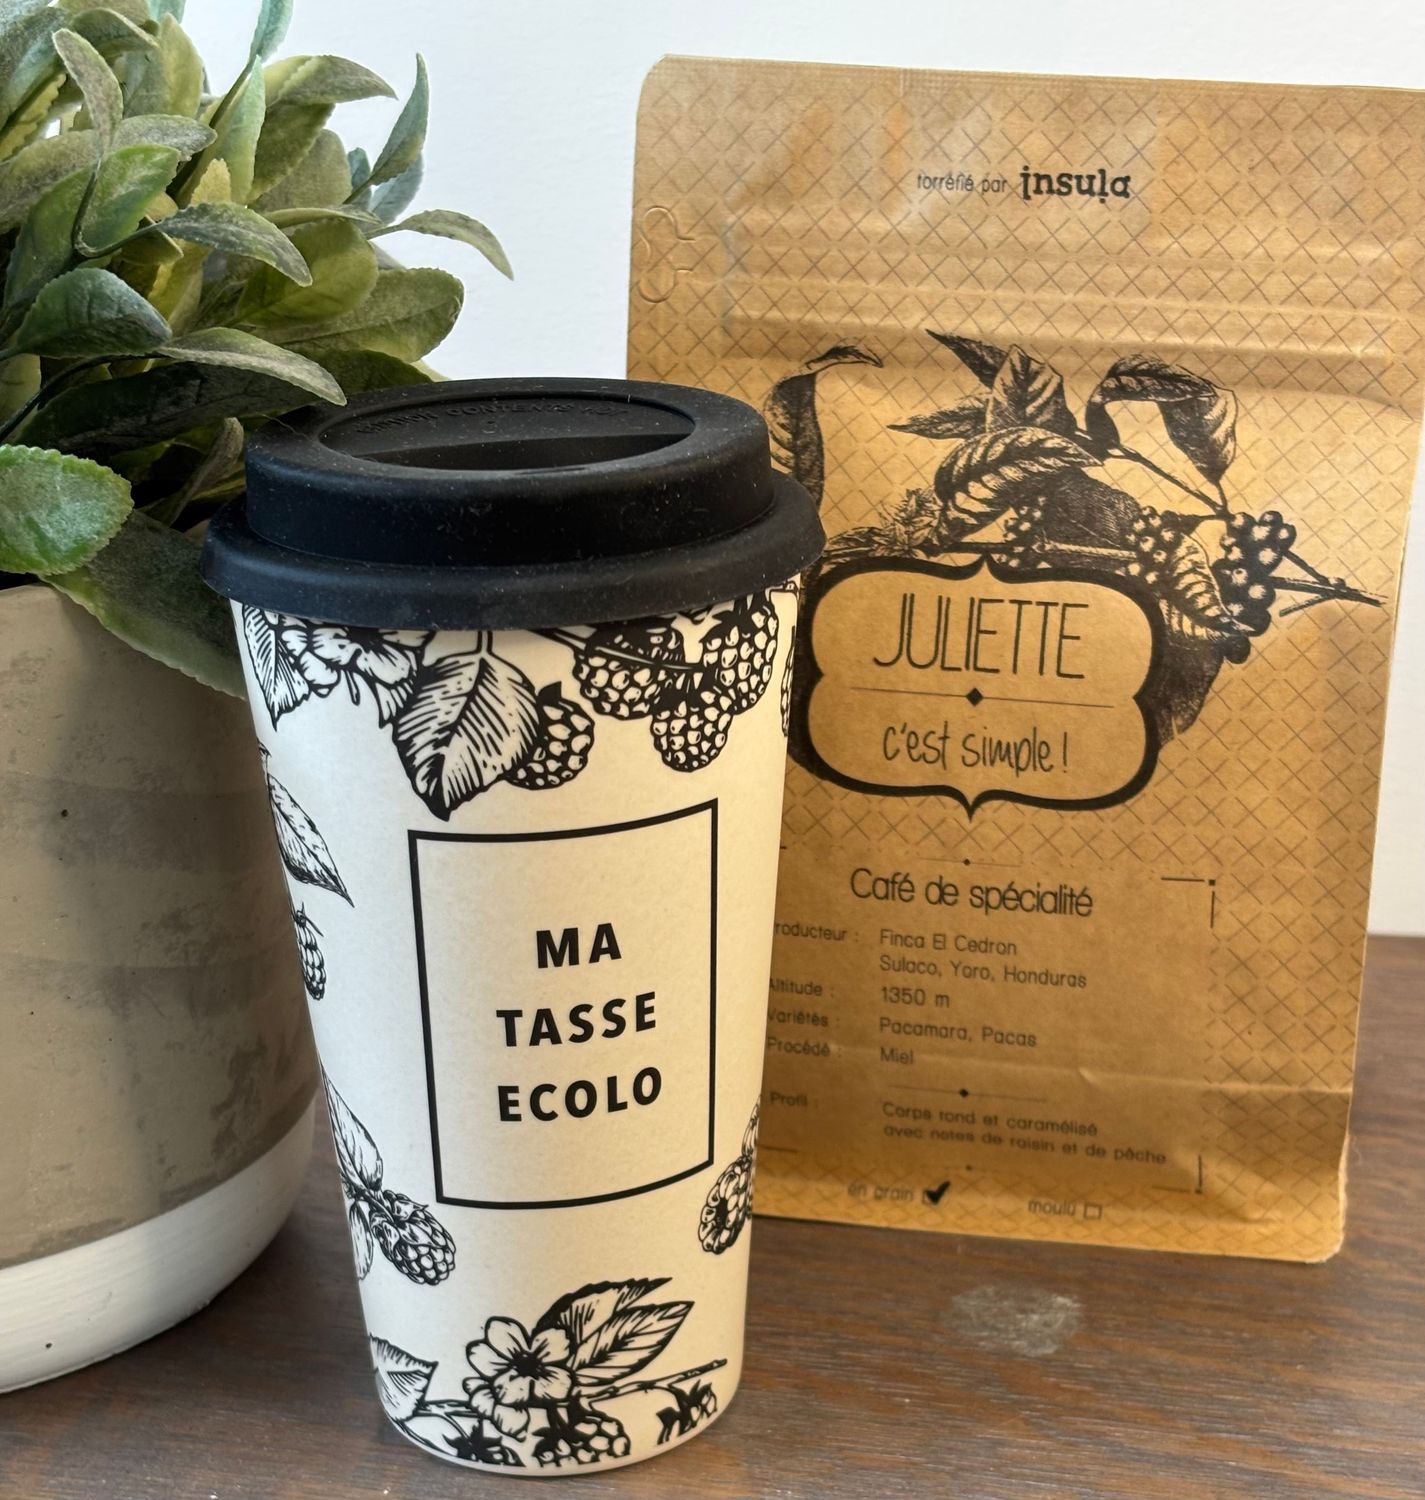 torréfié par insula
JULIETTE
c'est simple !
Café de spécialité
Producteur : Finca El Cedron
Sulaco, Yoro, Honduras
Altitude : 1350 m
Variétés : Pacamara, Pacas
Procédé : Miel
Profil : Corps rond et caramélisé
avec notes de raisin et de pêche
en grain moulu
MA
TASSE
ECOLO
CONTENTS HOT